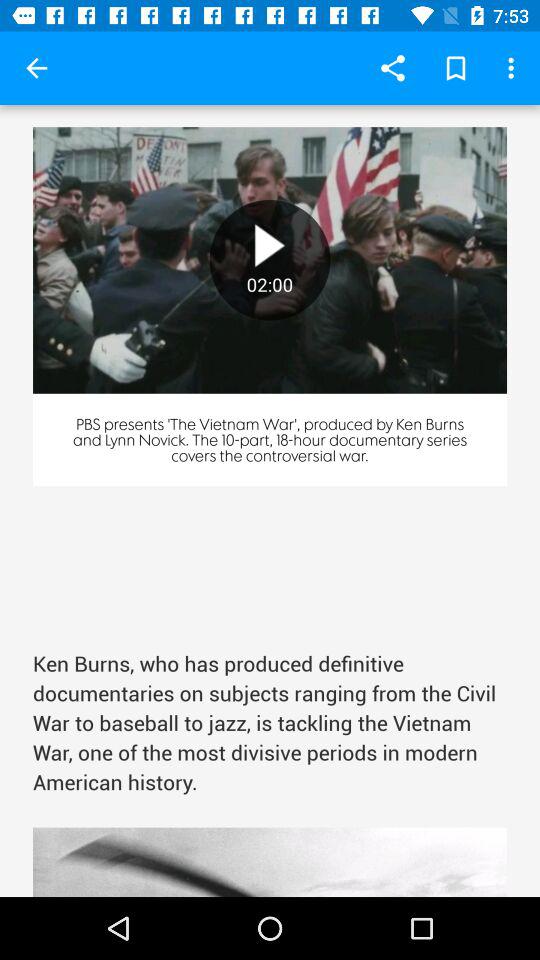 7:53
02:00
PBS presents 'The Vietnam War', produced by Ken Burns
and Lynn Novick. The 10-part, 18-hour documentary series
covers the controversial war.
Ken Burns, who has produced definitive
documentaries on subjects ranging from the Civil
War to baseball to jazz, is tackling the Vietnam
War, one of the most divisive periods in modern
American history.